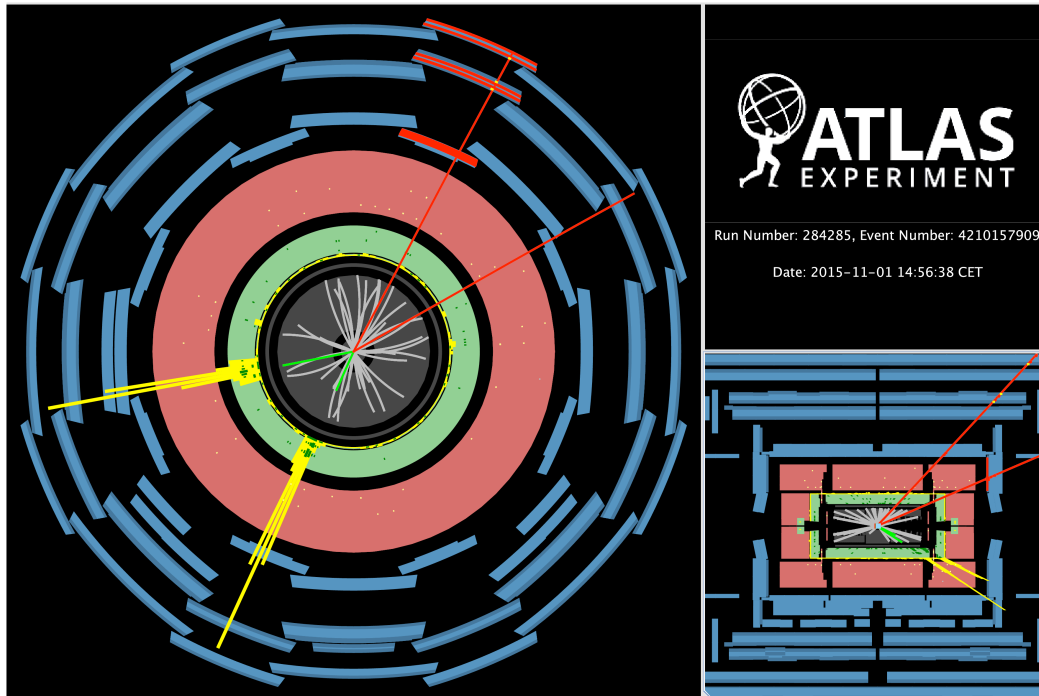 ATLAS
EXPERIMENT
Run Number: 284285, Event Number: 4210157909
Date: 2015-11-01 14:56:38 CET